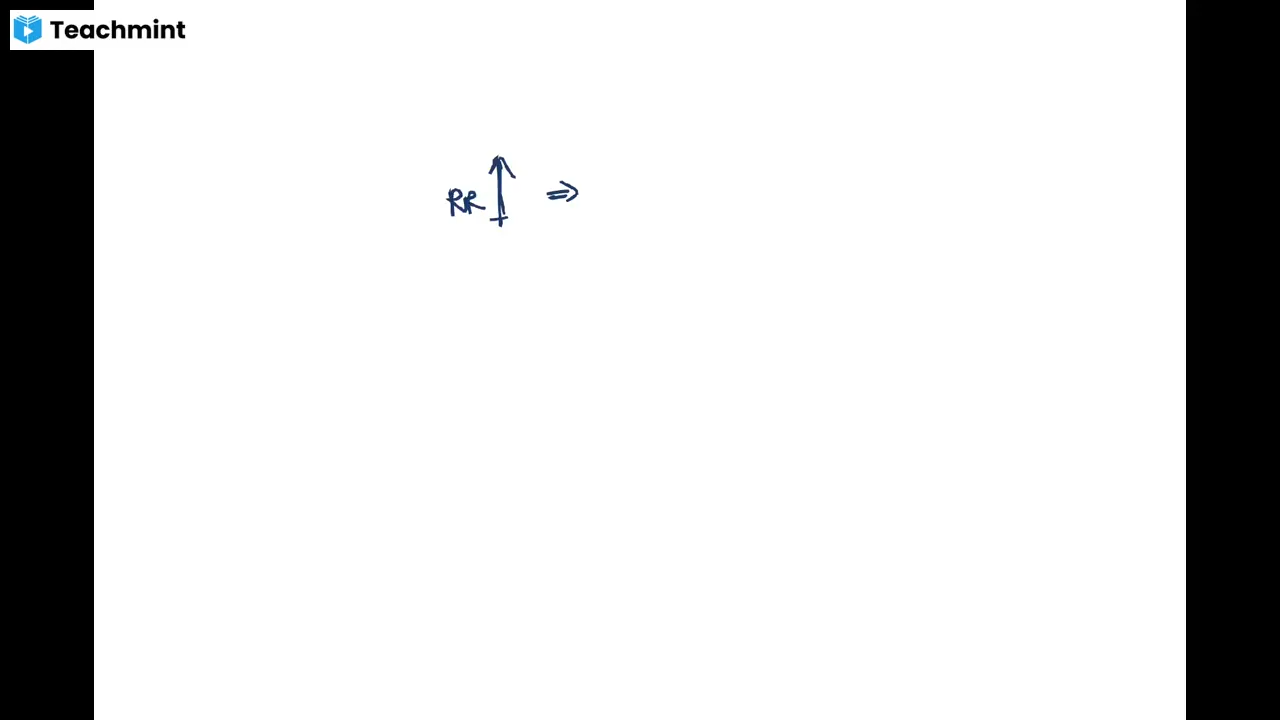 Teachmint
RR ↑ ⇒